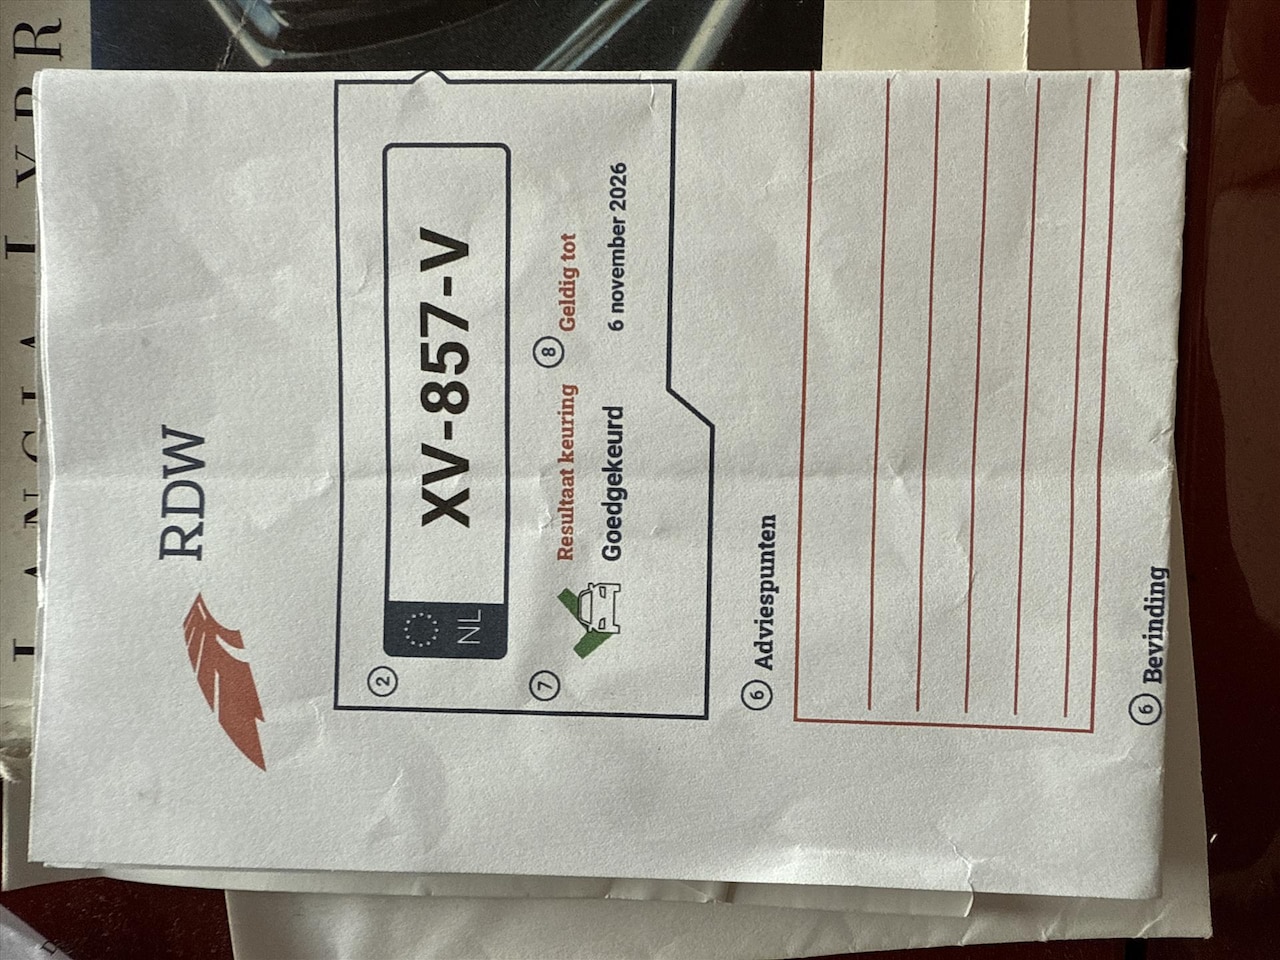 LANCIA Y
RDW
2
NL
XV-857-V
7 Resultaat keuring
Goedgekeurd
8 Geldig tot
6 november 2026
6 Adviespunten
6 Bevinding